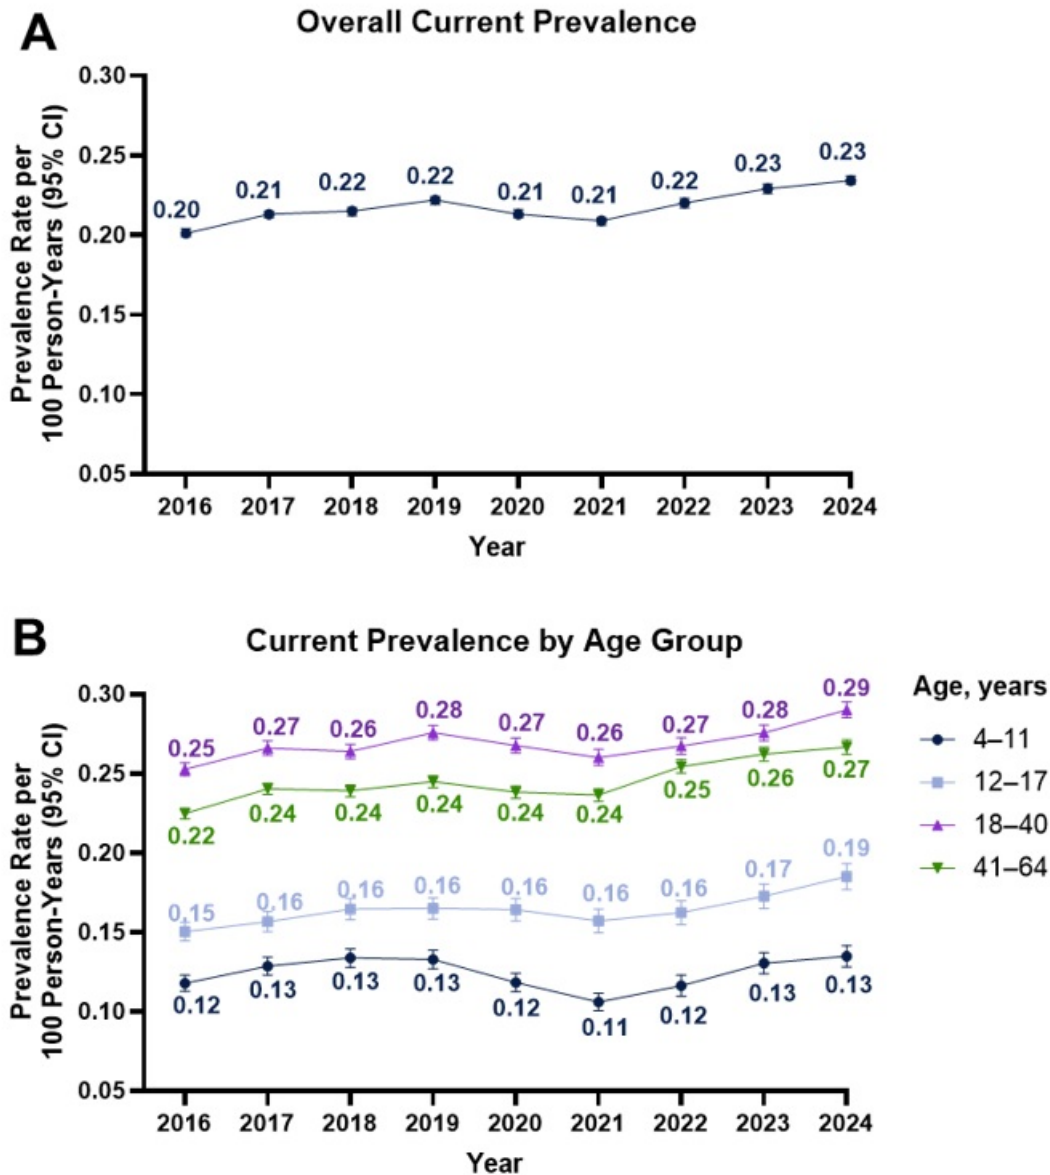 A
Overall Current Prevalence
Prevalence Rate per
100 Person-Years (95% CI)
0.30
0.25
0.20
0.15
0.10
0.05
0.20
0.21
0.22
0.22
0.21
0.21
0.22
0.23
0.23
2016 2017 2018 2019 2020 2021 2022 2023 2024
Year
B
Current Prevalence by Age Group
Prevalence Rate per
100 Person-Years (95% CI)
0.30
0.25
0.20
0.15
0.10
0.05
0.25 0.27 0.26 0.28 0.27 0.26 0.27 0.28 0.29
0.22 0.24 0.24 0.24 0.24 0.24 0.25 0.26 0.27
0.15 0.16 0.16 0.16 0.16 0.16 0.16 0.17 0.19
0.12 0.13 0.13 0.13 0.12 0.11 0.12 0.13 0.13
2016 2017 2018 2019 2020 2021 2022 2023 2024
Year
Age, years
4–11
12–17
18–40
41–64